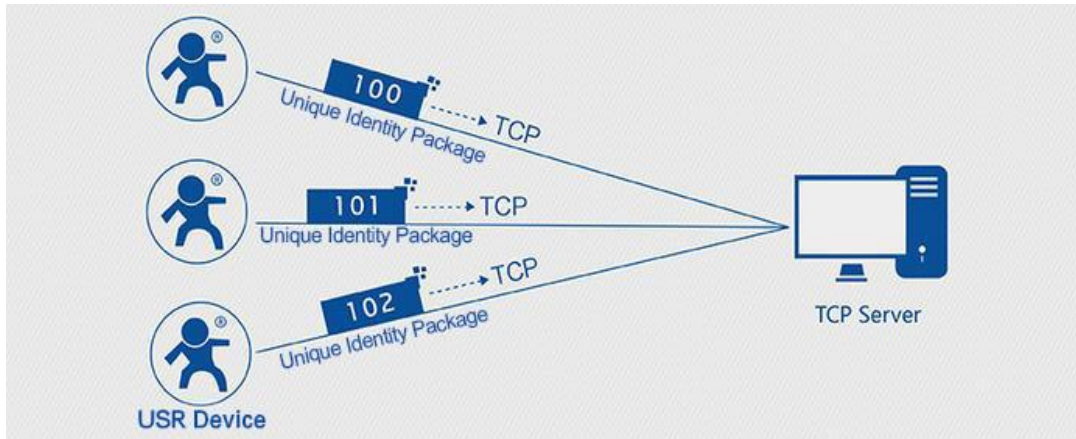 ®
100
TCP
Unique Identity Package
®
101
TCP
Unique Identity Package
TCP Server
®
102
TCP
Unique Identity Package
USR Device